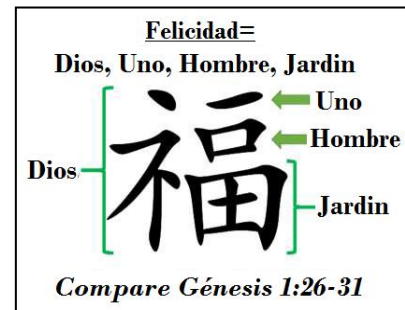 Felicidad=
Dios, Uno, Hombre, Jardin
Uno
Hombre
福
Dios
Jardin
Compare Génesis 1:26-31